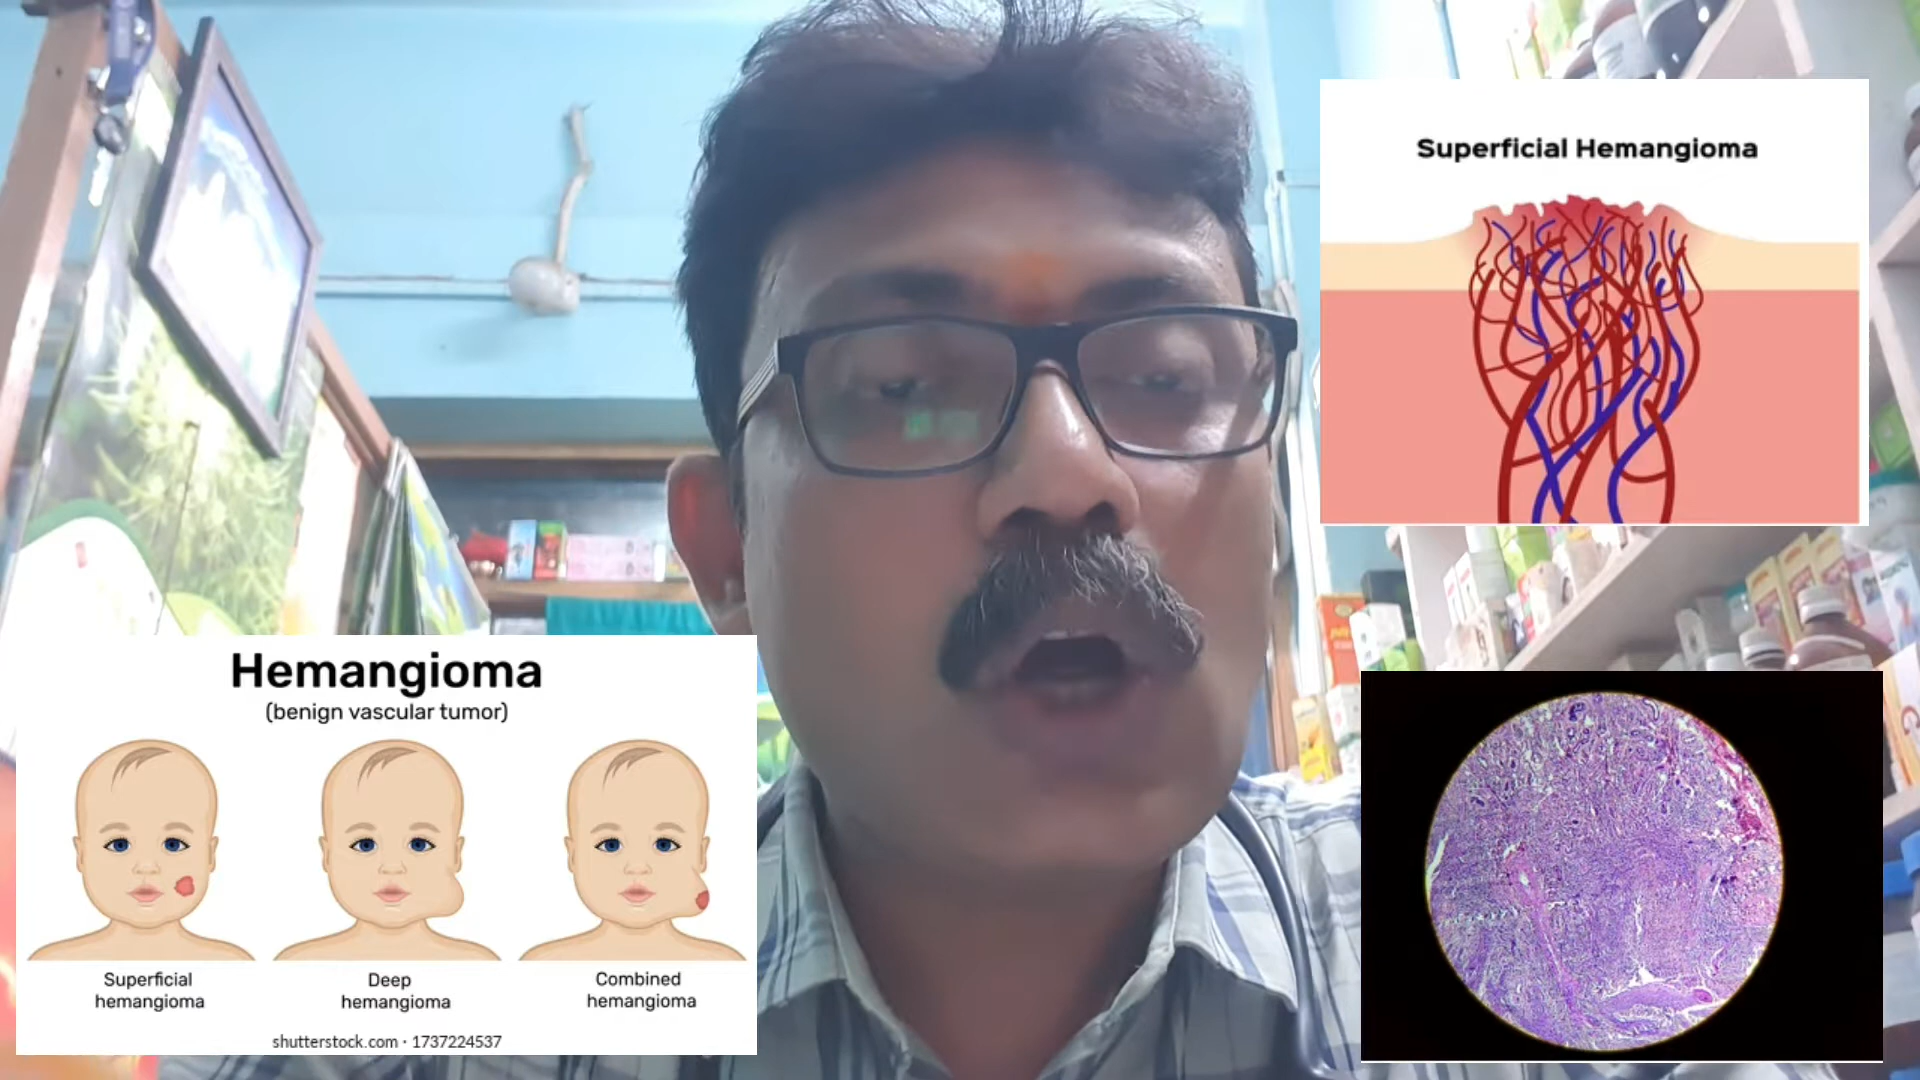 Superficial Hemangioma
Hemangioma
(benign vascular tumor)
Superficial
hemangioma
Deep
hemangioma
Combined
hemangioma
shutterstock.com · 1737224537